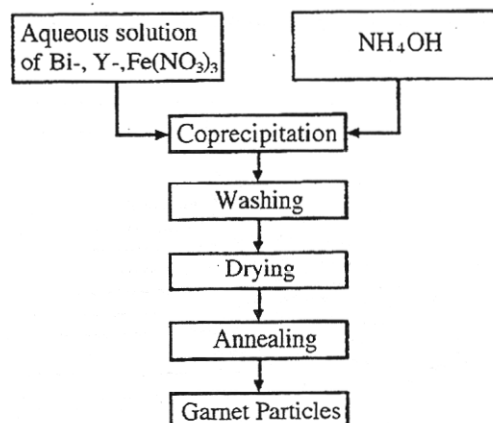 Aqueous solution
of Bi-, Y-,Fe(NO₃)₃
NH₄OH
Coprecipitation
Washing
Drying
Annealing
Garnet Particles